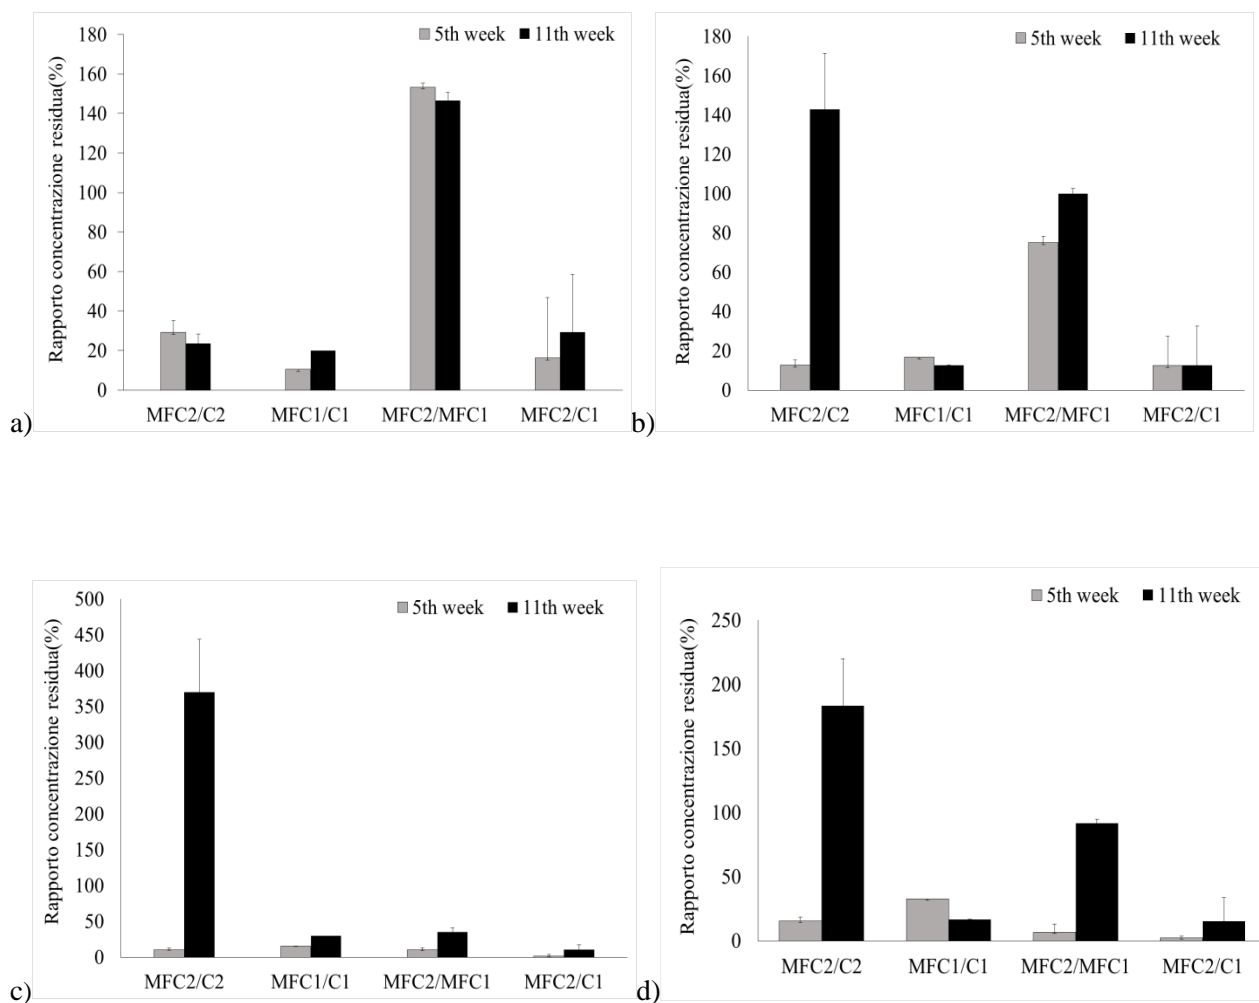 5th week 11th week
Rapporto concentrazione residua(%)
180
160
140
120
100
80
60
40
20
0
MFC2/C2 MFC1/C1 MFC2/MFC1 MFC2/C1
a)
5th week 11th week
Rapporto concentrazione residua(%)
180
160
140
120
100
80
60
40
20
0
MFC2/C2 MFC1/C1 MFC2/MFC1 MFC2/C1
b)
5th week 11th week
Rapporto concentrazione residua(%)
500
450
400
350
300
250
200
150
100
50
0
MFC2/C2 MFC1/C1 MFC2/MFC1 MFC2/C1
c)
5th week 11th week
Rapporto concentrazione residua(%)
250
200
150
100
50
0
MFC2/C2 MFC1/C1 MFC2/MFC1 MFC2/C1
d)